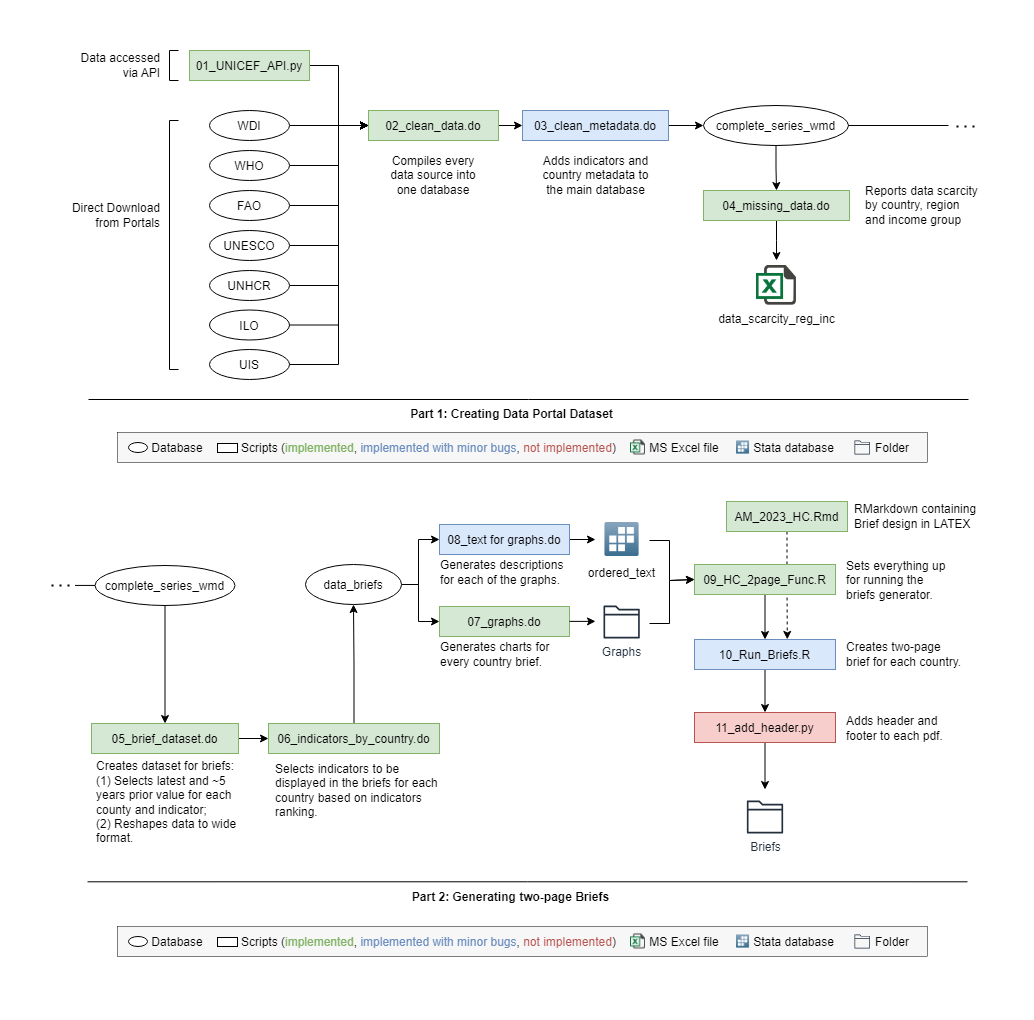 Data accessed
via API
01_UNICEF_API.py
WDI
WHO
FAO
UNESCO
UNHCR
ILO
UIS
Direct Download
from Portals
02_clean_data.do
Compiles every
data source into
one database
03_clean_metadata.do
Adds indicators and
country metadata to
the main database
complete_series_wmd
...
04_missing_data.do
Reports data scarcity
by country, region
and income group
data_scarcity_reg_inc
Part 1: Creating Data Portal Dataset
Database Scripts (implemented, implemented with minor bugs, not implemented) MS Excel file Stata database Folder
...
complete_series_wmd
05_brief_dataset.do
Creates dataset for briefs:
(1) Selects latest and ~5
years prior value for each
county and indicator;
(2) Reshapes data to wide
format.
06_indicators_by_country.do
Selects indicators to be
displayed in the briefs for each
country based on indicators
ranking.
data_briefs
08_text for graphs.do
Generates descriptions
for each of the graphs.
ordered_text
07_graphs.do
Generates charts for
every country brief.
Graphs
AM_2023_HC.Rmd
RMarkdown containing
Brief design in LATEX
09_HC_2page_Func.R
Sets everything up
for running the
briefs generator.
10_Run_Briefs.R
Creates two-page
brief for each country.
11_add_header.py
Adds header and
footer to each pdf.
Briefs
Part 2: Generating two-page Briefs
Database Scripts (implemented, implemented with minor bugs, not implemented) MS Excel file Stata database Folder